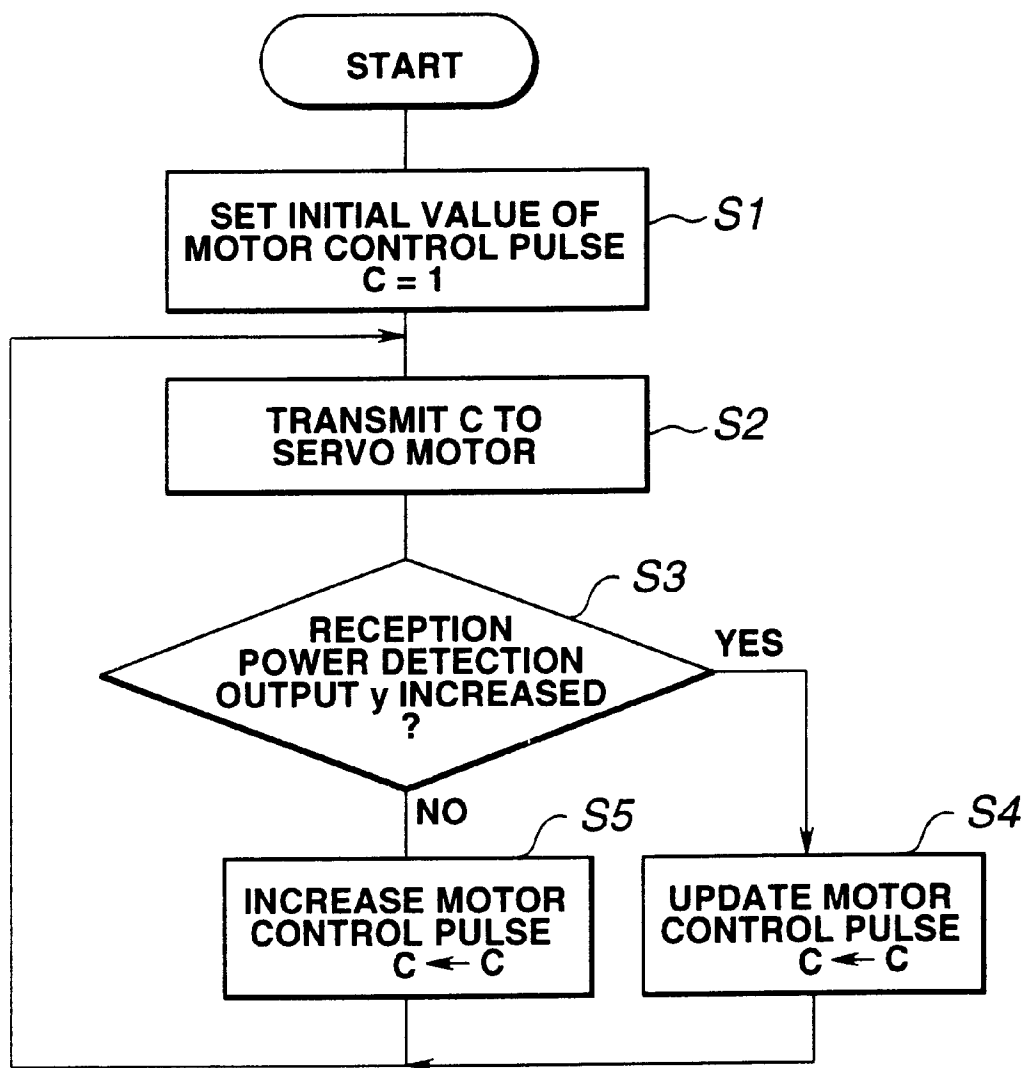 START
SET INITIAL VALUE OF
MOTOR CONTROL PULSE
C = 1
S1
TRANSMIT C TO
SERVO MOTOR
S2
RECEPTION
POWER DETECTION
OUTPUT y INCREASED
?
S3
YES
NO
S5
INCREASE MOTOR
CONTROL PULSE
C ← C
S4
UPDATE MOTOR
CONTROL PULSE
C ← C